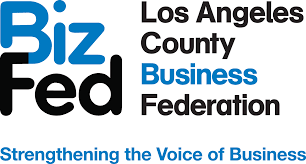 Biz
Fed
Los Angeles
County
Business
Federation
Strengthening the Voice of Business